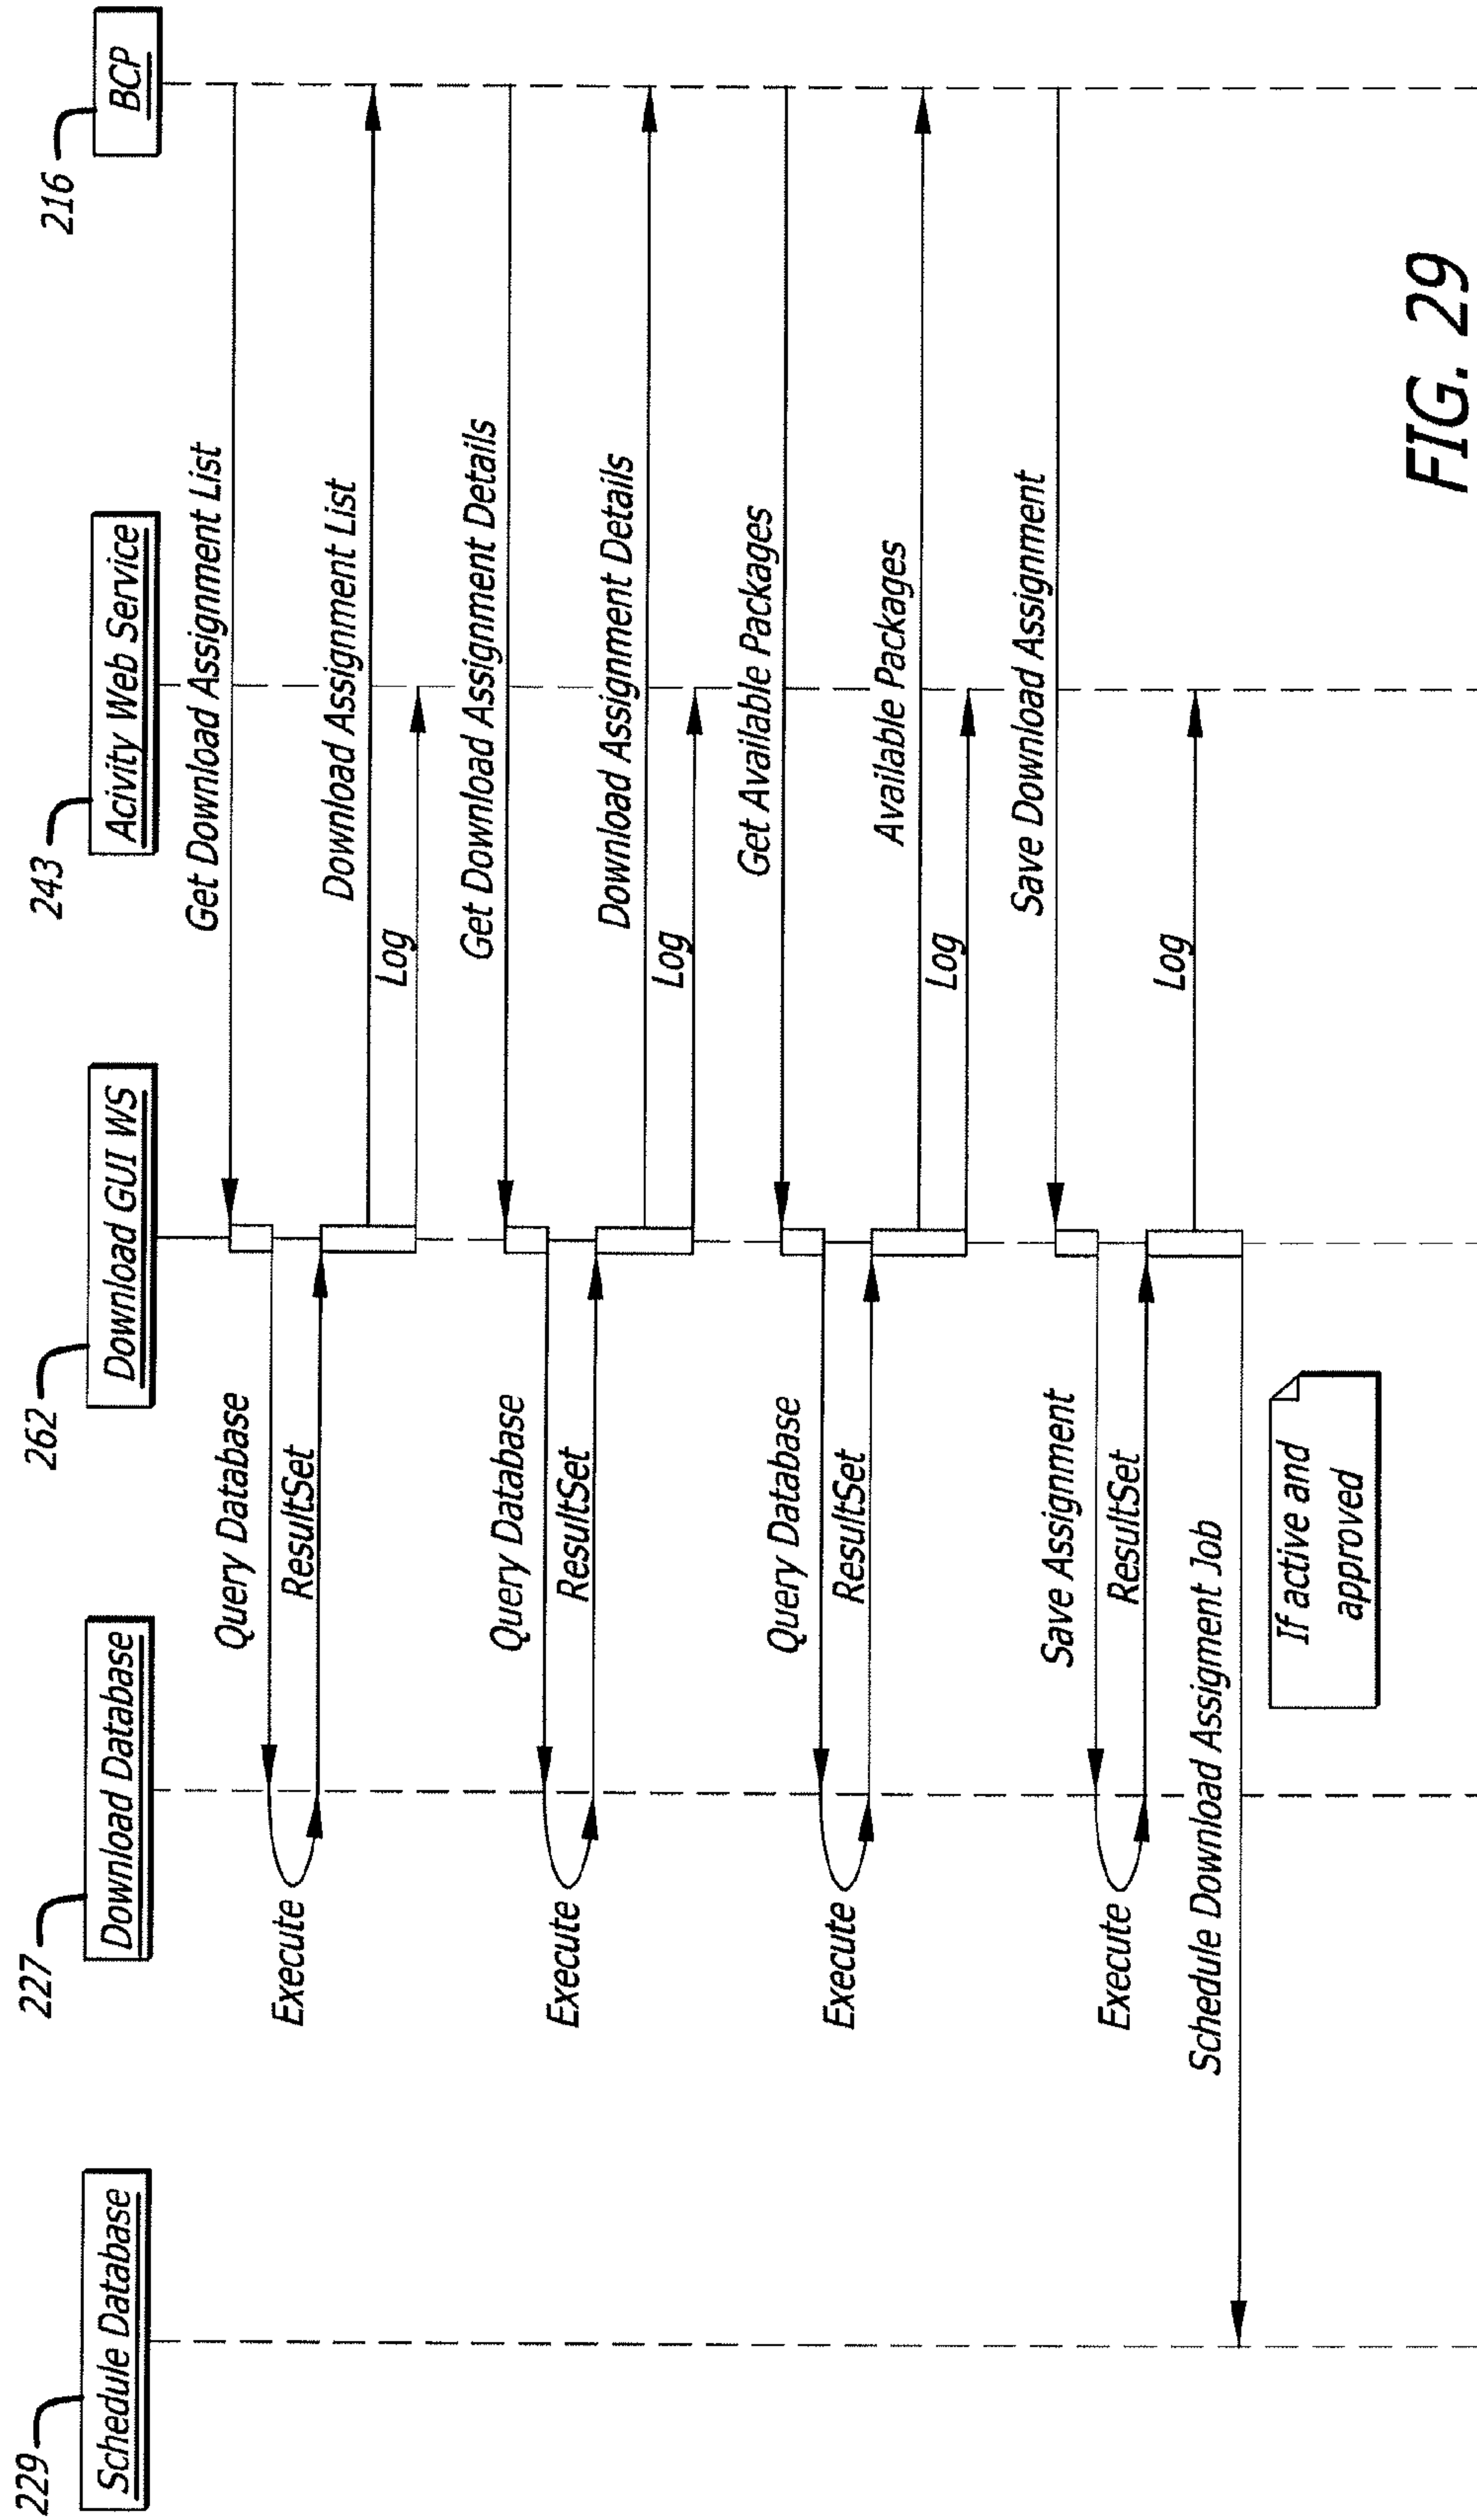 229
Schedule Database
227
Download Database
262
Download GUI WS
243
Acivity Web Service
216
BCP
Get Download Assignment List
Query Database
Execute
ResultSet
Download Assignment List
Log
Get Download Assignment Details
Query Database
Execute
ResultSet
Download Assignment Details
Log
Get Available Packages
Query Database
Execute
ResultSet
Available Packages
Log
Save Download Assignment
Save Assignment
Execute
ResultSet
Log
Schedule Download Assigment Job
If active and
approved
FIG. 29